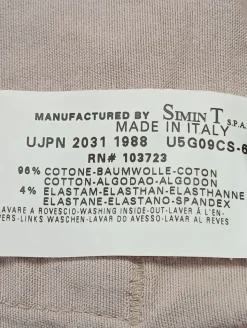 MANUFACTURED BY SIMIN T S.P.A.
MADE IN ITALY
UJPN 2031 1988 U5G09CS-6
RN# 103723
96% COTONE-BAUMWOLLE-COTON
COTTON-ALGODAO-ALGODON
4% ELASTAM-ELASTHAN-ELASTHANNE
ELASTANE-ELASTANO-SPANDEX
LAVARE A ROVESCIO-WASHING INSIDE-OUT-LAVER À L'EN-
VERS-LINKS WASCHEN-LAVAR DO AVESSO-LAVAR AL REVES